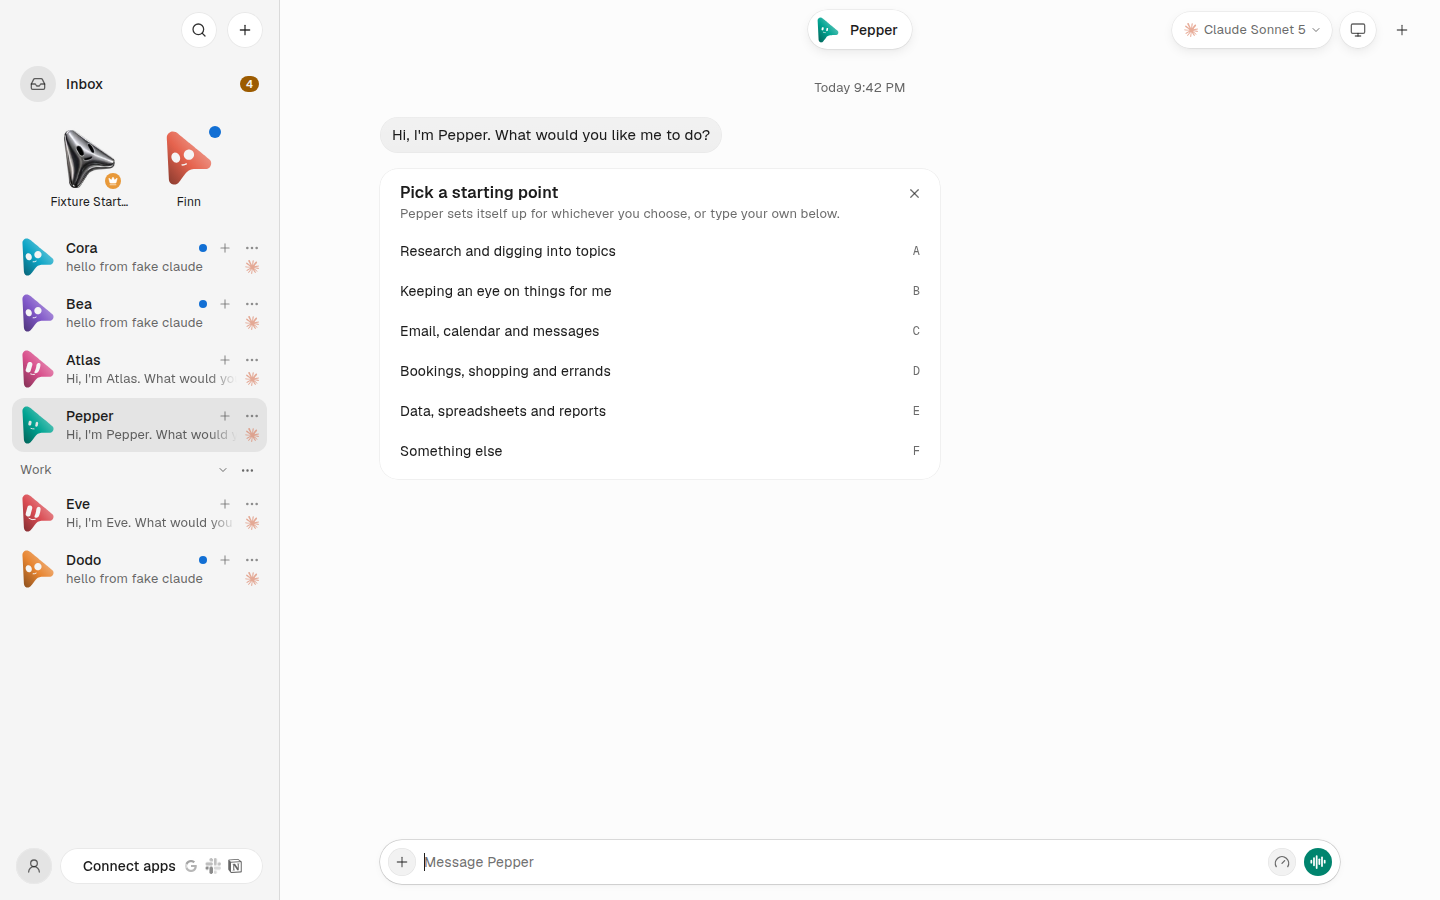 Inbox
4
Fixture Start...
Finn
Cora
hello from fake claude
Bea
hello from fake claude
Atlas
Hi, I'm Atlas. What would yo
Pepper
Hi, I'm Pepper. What would y
Work
Eve
Hi, I'm Eve. What would you
Dodo
hello from fake claude
Connect apps
Pepper
Claude Sonnet 5
Today 9:42 PM
Hi, I'm Pepper. What would you like me to do?
Pick a starting point
Pepper sets itself up for whichever you choose, or type your own below.
Research and digging into topics A
Keeping an eye on things for me B
Email, calendar and messages C
Bookings, shopping and errands D
Data, spreadsheets and reports E
Something else F
Message Pepper